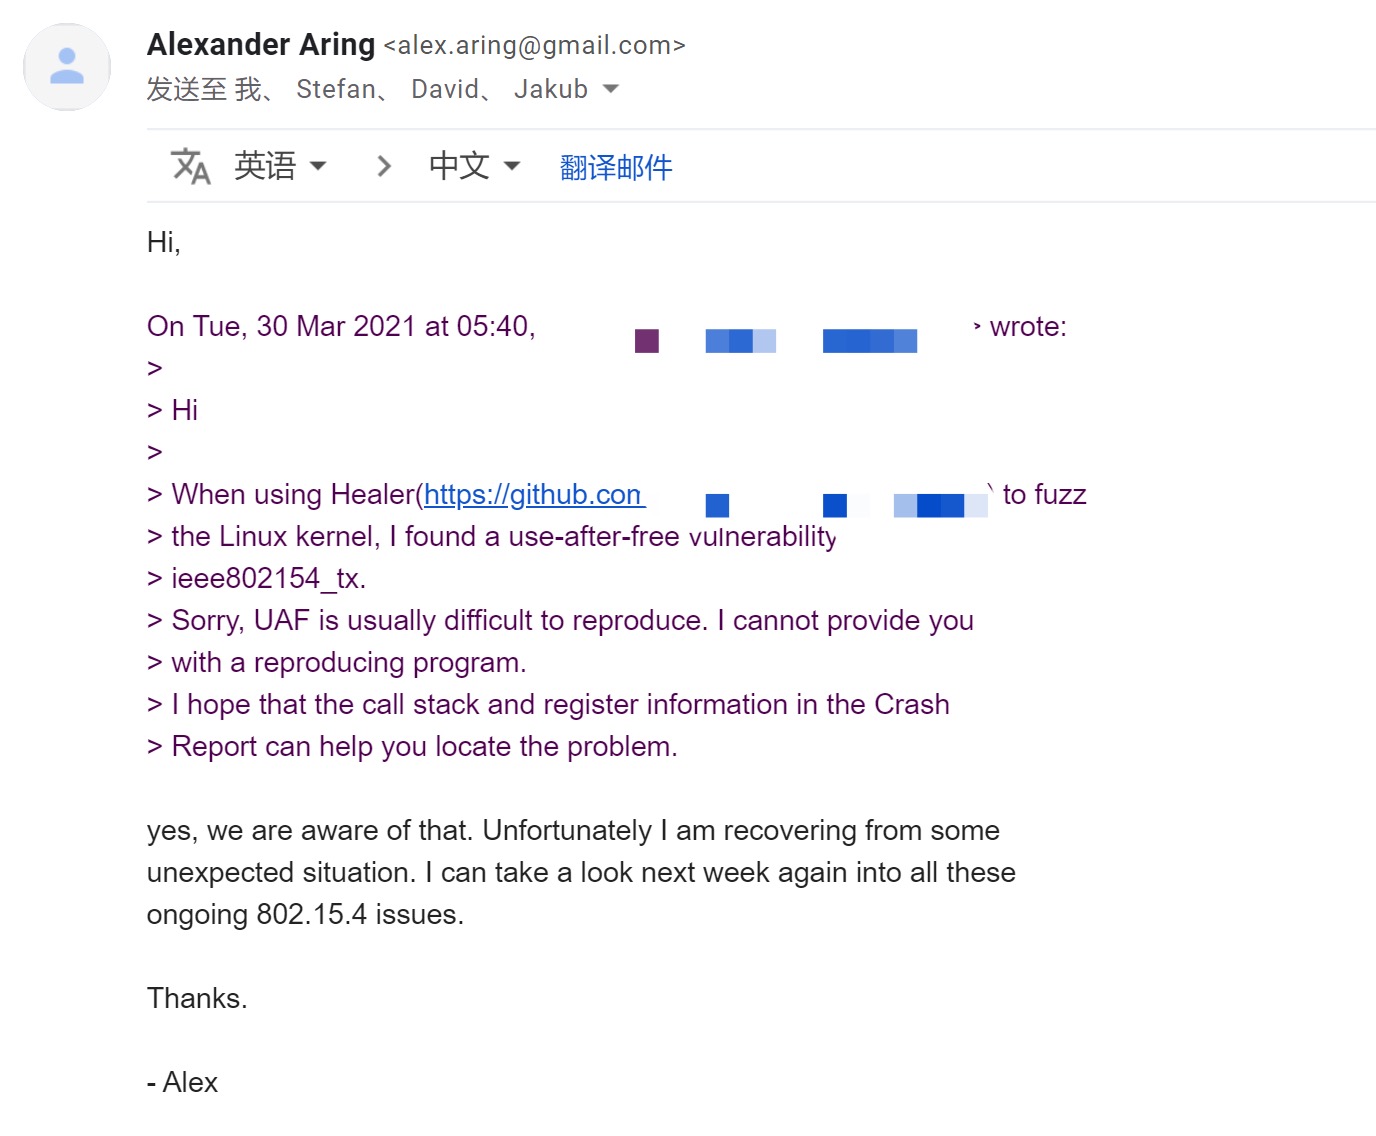 Alexander Aring <alex.aring@gmail.com>
发送至 我、 Stefan、 David、 Jakub
英语 > 中文 翻译邮件
Hi,
On Tue, 30 Mar 2021 at 05:40, > wrote:
>
> Hi
>
> When using Healer(https://github.com to fuzz
> the Linux kernel, I found a use-after-free vulnerability
> ieee802154_tx.
> Sorry, UAF is usually difficult to reproduce. I cannot provide you
> with a reproducing program.
> I hope that the call stack and register information in the Crash
> Report can help you locate the problem.
yes, we are aware of that. Unfortunately I am recovering from some
unexpected situation. I can take a look next week again into all these
ongoing 802.15.4 issues.
Thanks.
- Alex